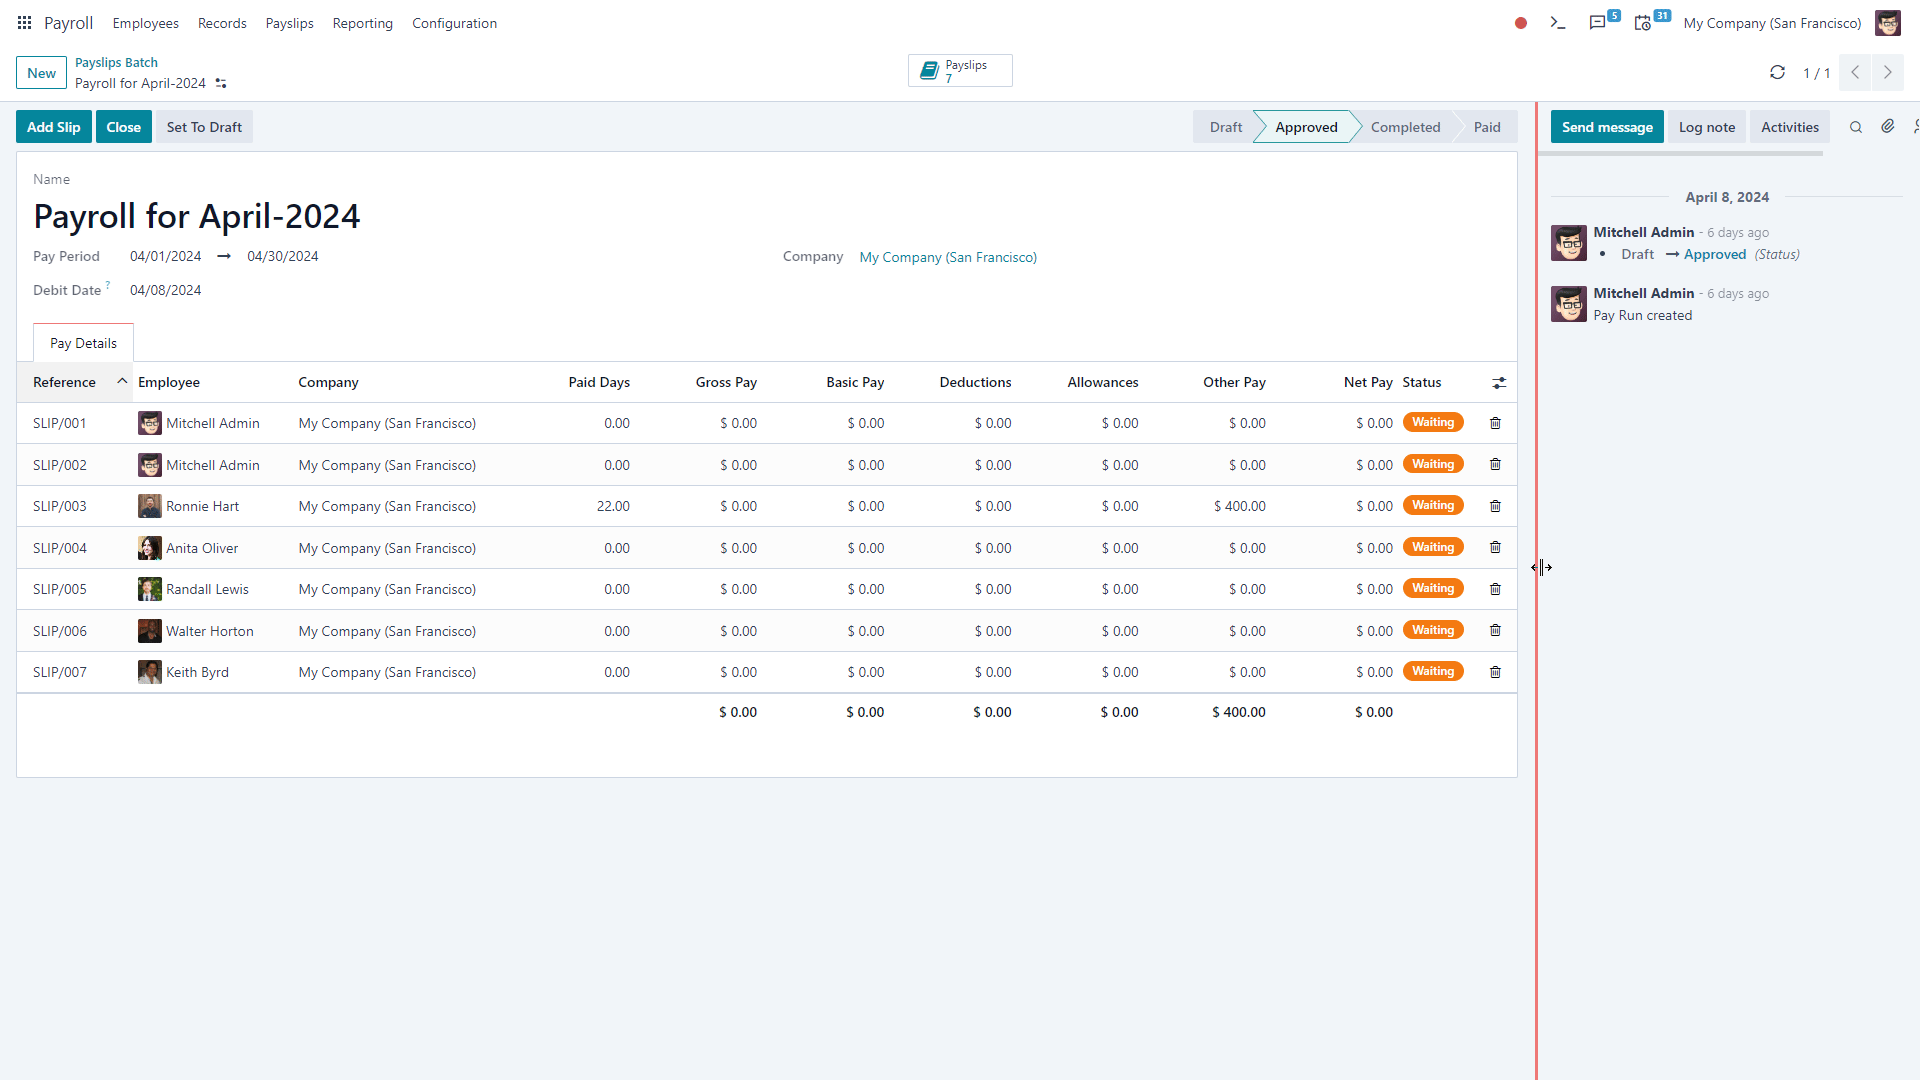 Payroll Employees Records Payslips Reporting Configuration 5 31 My Company (San Francisco)
New Payslips Batch
Payroll for April-2024
Payslips
7
1 / 1
Add Slip Close Set To Draft Draft Approved Completed Paid Send message Log note Activities
Name
Payroll for April-2024
Pay Period 04/01/2024 04/30/2024 Company My Company (San Francisco)
Debit Date ? 04/08/2024
Pay Details
Reference Employee Company Paid Days Gross Pay Basic Pay Deductions Allowances Other Pay Net Pay Status
SLIP/001 Mitchell Admin My Company (San Francisco) 0.00 $ 0.00 $ 0.00 $ 0.00 $ 0.00 $ 0.00 $ 0.00 Waiting
SLIP/002 Mitchell Admin My Company (San Francisco) 0.00 $ 0.00 $ 0.00 $ 0.00 $ 0.00 $ 0.00 $ 0.00 Waiting
SLIP/003 Ronnie Hart My Company (San Francisco) 22.00 $ 0.00 $ 0.00 $ 0.00 $ 0.00 $ 400.00 $ 0.00 Waiting
SLIP/004 Anita Oliver My Company (San Francisco) 0.00 $ 0.00 $ 0.00 $ 0.00 $ 0.00 $ 0.00 $ 0.00 Waiting
SLIP/005 Randall Lewis My Company (San Francisco) 0.00 $ 0.00 $ 0.00 $ 0.00 $ 0.00 $ 0.00 $ 0.00 Waiting
SLIP/006 Walter Horton My Company (San Francisco) 0.00 $ 0.00 $ 0.00 $ 0.00 $ 0.00 $ 0.00 $ 0.00 Waiting
SLIP/007 Keith Byrd My Company (San Francisco) 0.00 $ 0.00 $ 0.00 $ 0.00 $ 0.00 $ 0.00 $ 0.00 Waiting
$ 0.00 $ 0.00 $ 0.00 $ 0.00 $ 400.00 $ 0.00
April 8, 2024
Mitchell Admin - 6 days ago
• Draft → Approved (Status)
Mitchell Admin - 6 days ago
Pay Run created